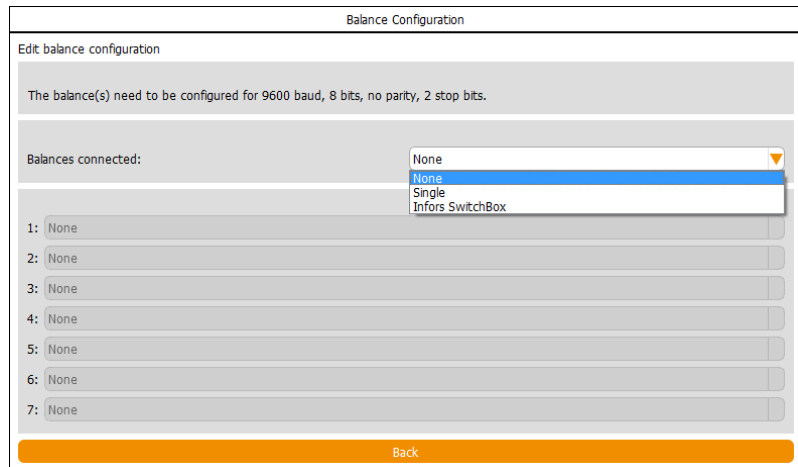 Balance Configuration
Edit balance configuration
The balance(s) need to be configured for 9600 baud, 8 bits, no parity, 2 stop bits.
Balances connected: None
None
Single
Infors SwitchBox
1: None
2: None
3: None
4: None
5: None
6: None
7: None
Back